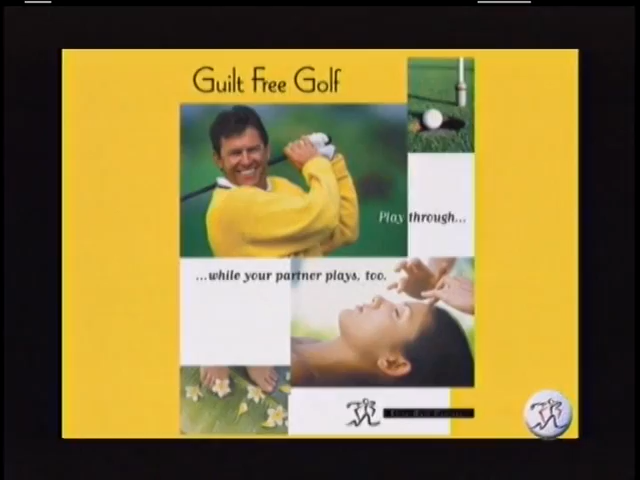 Guilt Free Golf
Play through...
...while your partner plays, too.